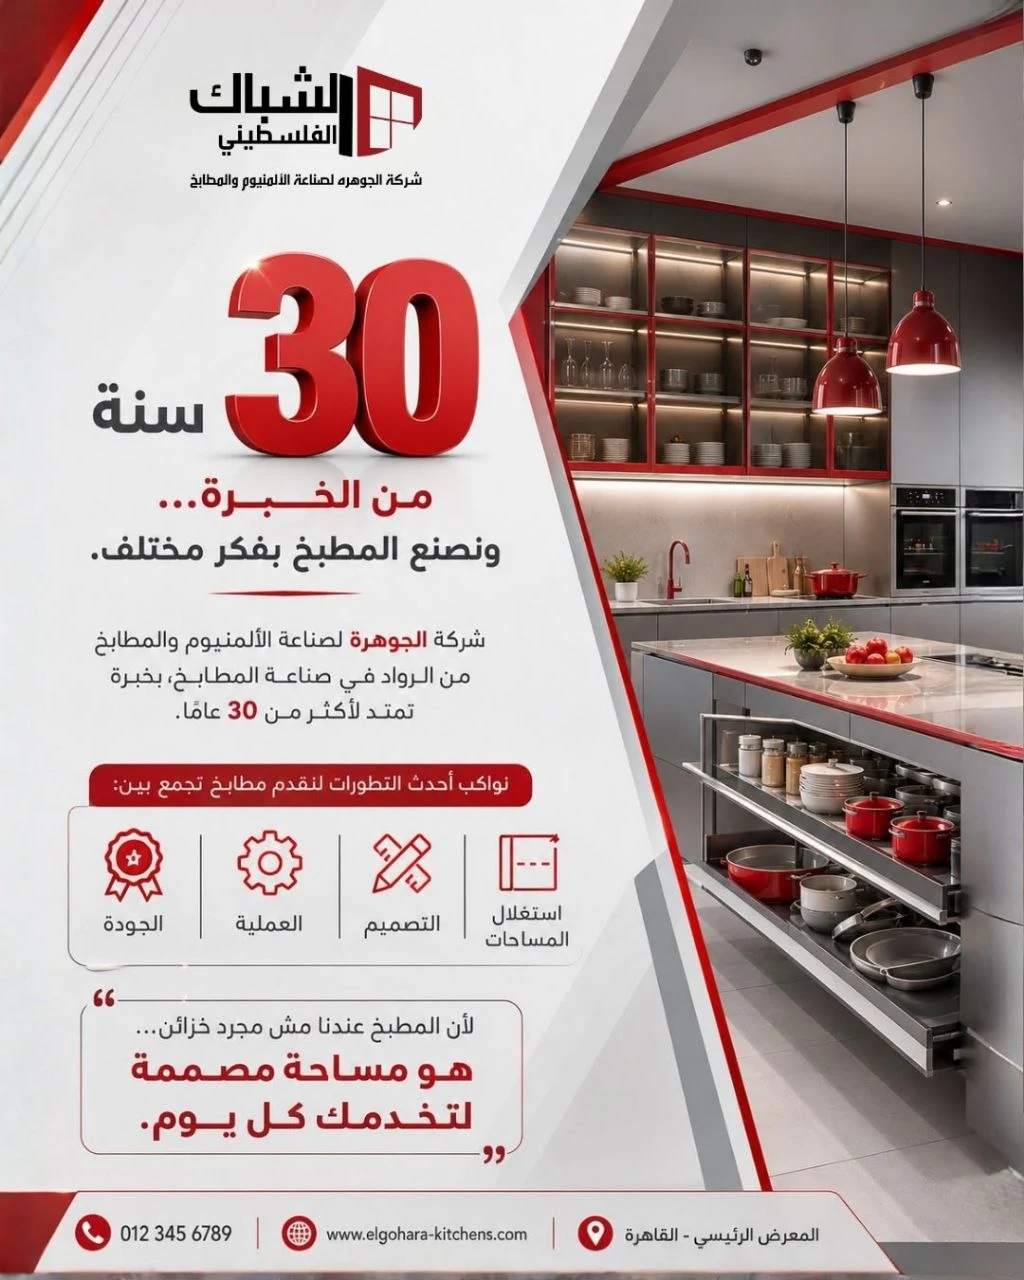 الشباك
الفلسطيني
شركة الجوهره لصناعة الألمنيوم والمطابخ
30 سنة
من الخبرة...
ونصنع المطبخ بفكر مختلف.
شركة الجوهرة لصناعة الألمنيوم والمطابخ
من الرواد في صناعة المطابخ، بخبرة
تمتد لأكثر من 30 عامًا.
نواكب أحدث التطورات لنقدم مطابخ تجمع بين:
استغلال
المساحات
التصميم
العملية
الجودة
لأن المطبخ عندنا مش مجرد خزائن...
هو مساحة مصممة
لتخدمك كل يوم.
المعرض الرئيسي - القاهرة
www.elgohara-kitchens.com
012 345 6789